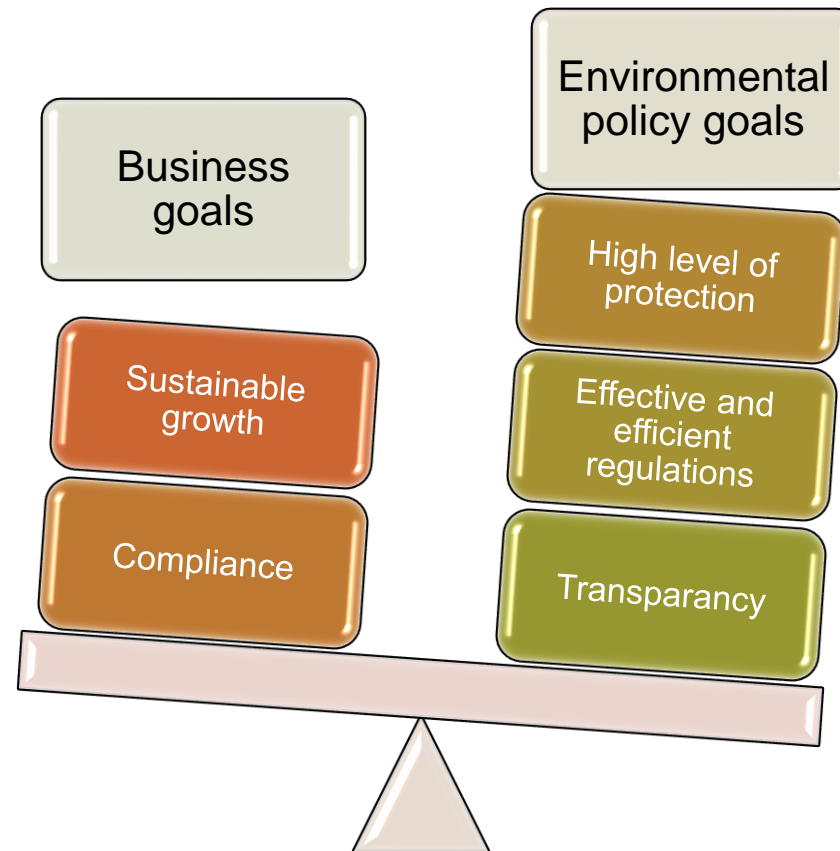 Business
goals
Sustainable
growth
Compliance
Environmental
policy goals
High level of
protection
Effective and
efficient
regulations
Transparancy